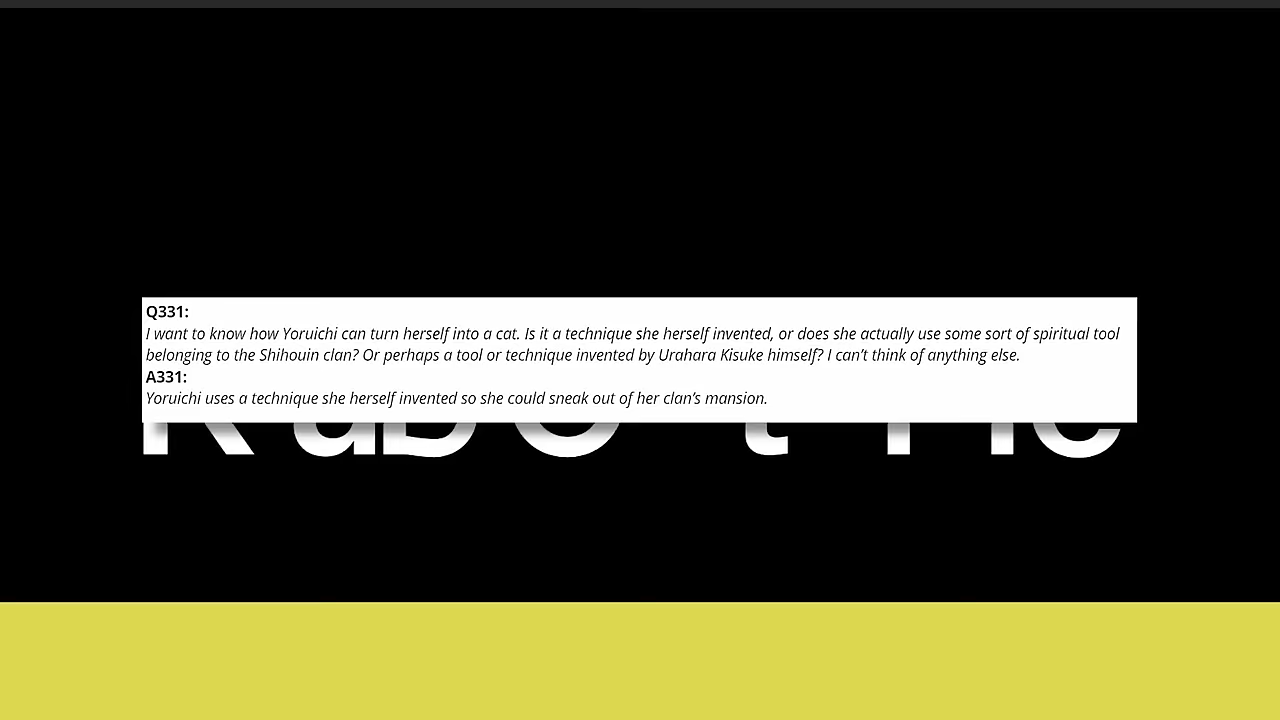 Q331:
I want to know how Yoruichi can turn herself into a cat. Is it a technique she herself invented, or does she actually use some sort of spiritual tool
belonging to the Shihouin clan? Or perhaps a tool or technique invented by Urahara Kisuke himself? I can’t think of anything else.
A331:
Yoruichi uses a technique she herself invented so she could sneak out of her clan’s mansion.